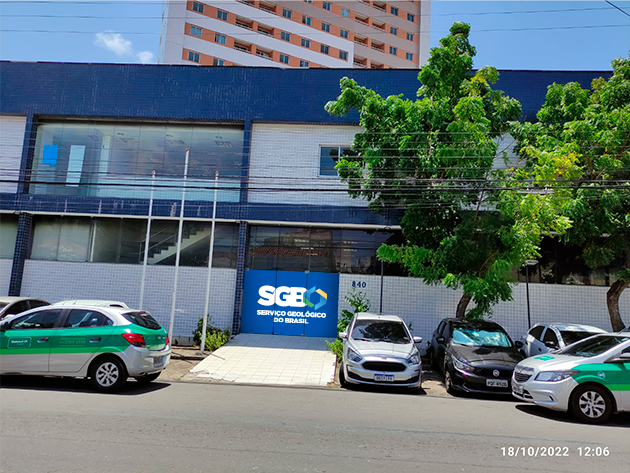 840
SGB
SERVIÇO GEOLÓGICO
DO BRASIL
18/10/2022 12:06